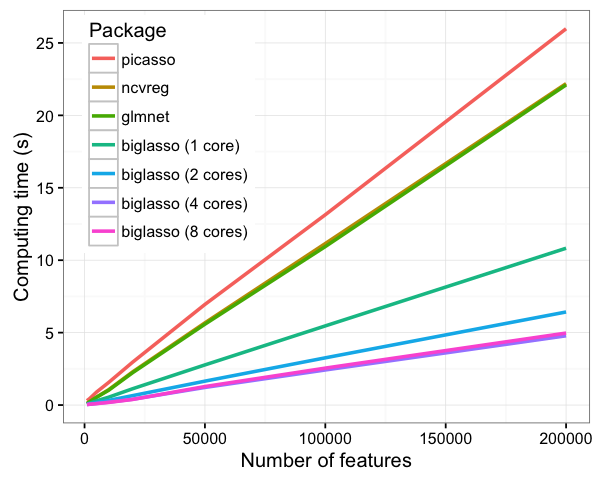 Package
picasso
ncvreg
glmnet
biglasso (1 core)
biglasso (2 cores)
biglasso (4 cores)
biglasso (8 cores)
Computing time (s)
25
20
15
10
5
0
0 50000 100000 150000 200000
Number of features